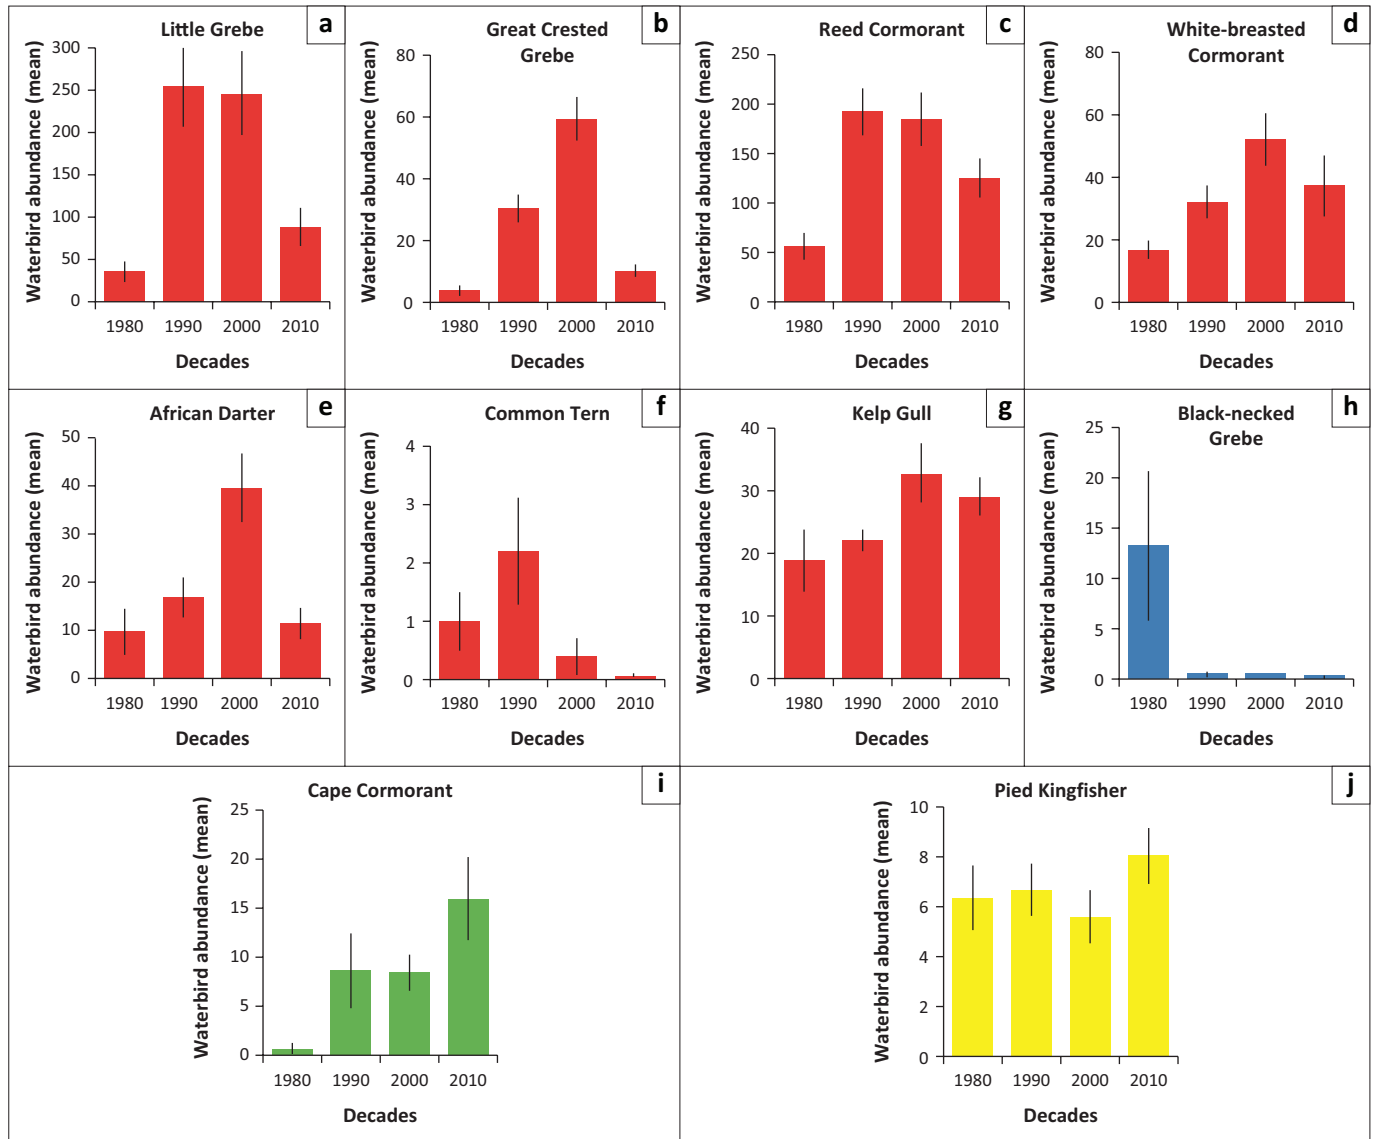 Little Grebe
a
Waterbird abundance (mean)
300
250
200
150
100
50
0
1980 1990 2000 2010
Decades
Great Crested
Grebe
b
Waterbird abundance (mean)
80
60
40
20
0
1980 1990 2000 2010
Decades
Reed Cormorant
c
Waterbird abundance (mean)
250
200
150
100
50
0
1980 1990 2000 2010
Decades
White-breasted
Cormorant
d
Waterbird abundance (mean)
80
60
40
20
0
1980 1990 2000 2010
Decades
African Darter
e
Waterbird abundance (mean)
50
40
30
20
10
0
1980 1990 2000 2010
Decades
Common Tern
f
Waterbird abundance (mean)
4
3
2
1
0
1980 1990 2000 2010
Decades
Kelp Gull
g
Waterbird abundance (mean)
40
30
20
10
0
1980 1990 2000 2010
Decades
Black-necked
Grebe
h
Waterbird abundance (mean)
25
20
15
10
5
0
1980 1990 2000 2010
Decades
Cape Cormorant
i
Waterbird abundance (mean)
25
20
15
10
5
0
1980 1990 2000 2010
Decades
Pied Kingfisher
j
Waterbird abundance (mean)
10
8
6
4
2
0
1980 1990 2000 2010
Decades